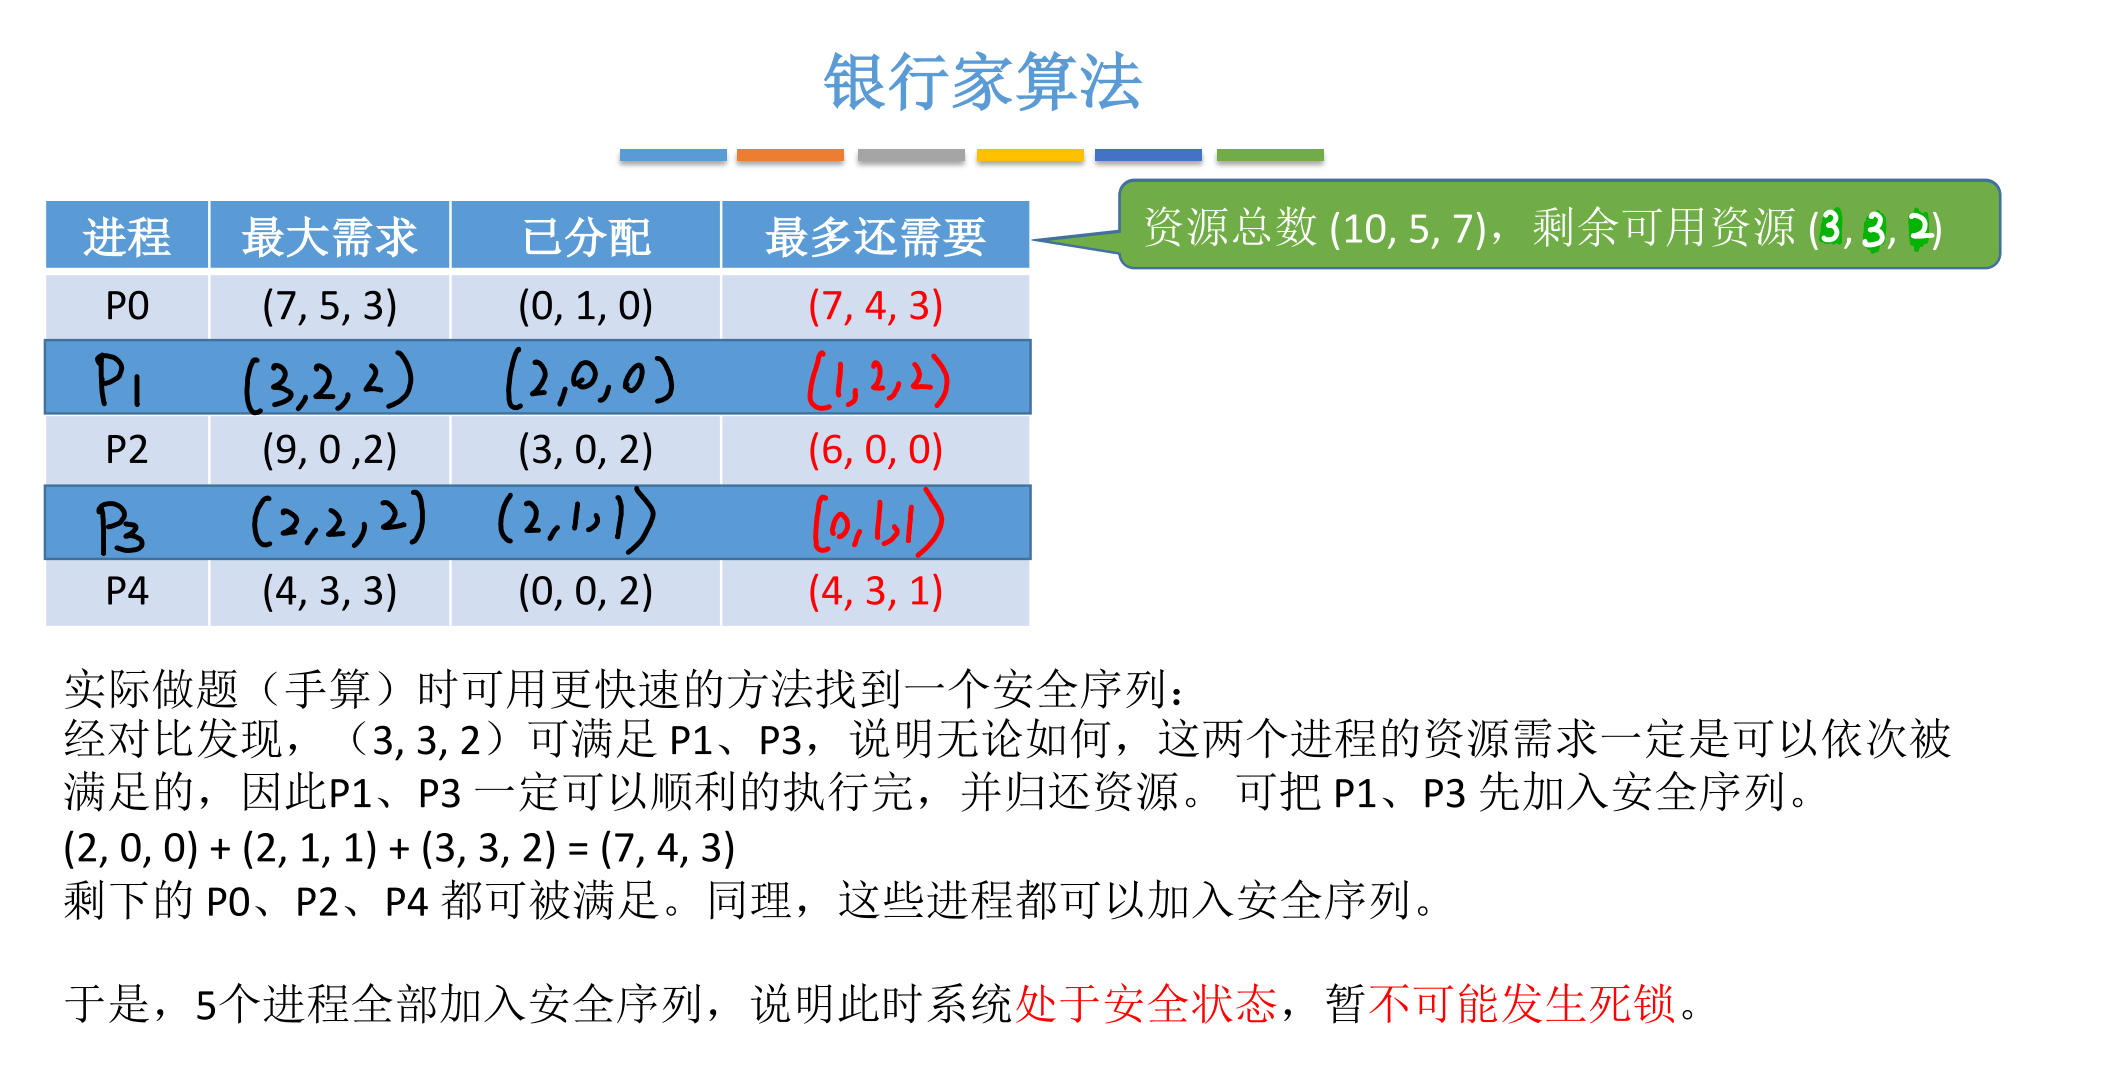 银行家算法
资源总数 (10, 5, 7)，剩余可用资源 (3, 3, 2)
进程 最大需求 已分配 最多还需要
P0 (7, 5, 3) (0, 1, 0) (7, 4, 3)
P1 (3,2,2) (2,0,0) (1,2,2)
P2 (9, 0 ,2) (3, 0, 2) (6, 0, 0)
P3 (2,2,2) (2,1,1) (0,1,1)
P4 (4, 3, 3) (0, 0, 2) (4, 3, 1)
实际做题（手算）时可用更快速的方法找到一个安全序列：
经对比发现，（3, 3, 2）可满足 P1、P3，说明无论如何，这两个进程的资源需求一定是可以依次被
满足的，因此P1、P3 一定可以顺利的执行完，并归还资源。 可把 P1、P3 先加入安全序列。
(2, 0, 0) + (2, 1, 1) + (3, 3, 2) = (7, 4, 3)
剩下的 P0、P2、P4 都可被满足。同理，这些进程都可以加入安全序列。
于是，5个进程全部加入安全序列，说明此时系统处于安全状态，暂不可能发生死锁。